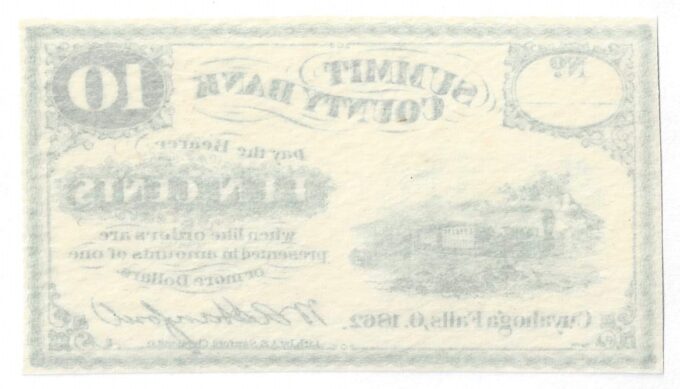 Nº.
SUMMIT
COUNTY BANK
10
pay the Bearer
TEN CENTS
when like orders are
presented in amounts of one
or more Dollars.
Cuyahoga Falls, O, 1862.